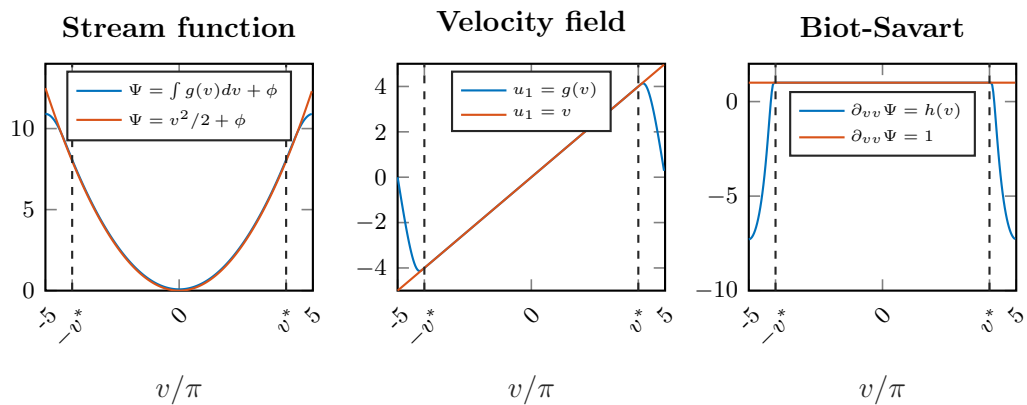 Stream function
Ψ = ∫ g(v)dv + ϕ
Ψ = v²/2 + ϕ
10
5
0
-5
−v*
0
v*
5
v/π
Velocity field
u₁ = g(v)
u₁ = v
4
2
0
−2
−4
-5
−v*
0
v*
5
v/π
Biot-Savart
∂ᵥᵥΨ = h(v)
∂ᵥᵥΨ = 1
0
−5
−10
-5
−v*
0
v*
5
v/π